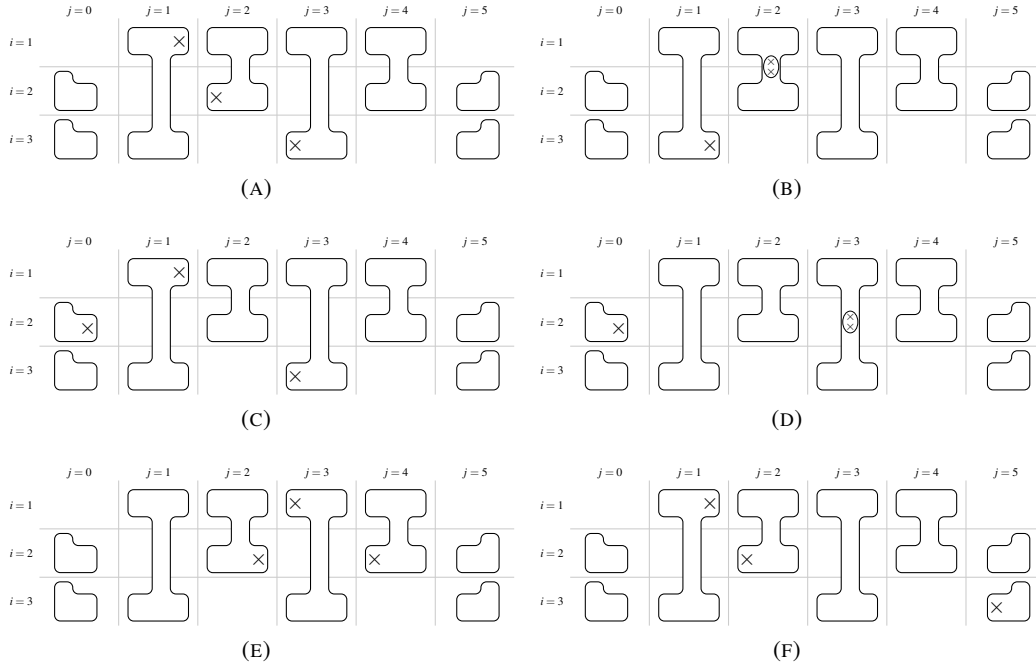 j = 0 j = 1 j = 2 j = 3 j = 4 j = 5 j = 0 j = 1 j = 2 j = 3 j = 4 j = 5
i = 1 i = 1
i = 2 i = 2
i = 3 i = 3
(A) (B)
j = 0 j = 1 j = 2 j = 3 j = 4 j = 5 j = 0 j = 1 j = 2 j = 3 j = 4 j = 5
i = 1 i = 1
i = 2 i = 2
i = 3 i = 3
(C) (D)
j = 0 j = 1 j = 2 j = 3 j = 4 j = 5 j = 0 j = 1 j = 2 j = 3 j = 4 j = 5
i = 1 i = 1
i = 2 i = 2
i = 3 i = 3
(E) (F)